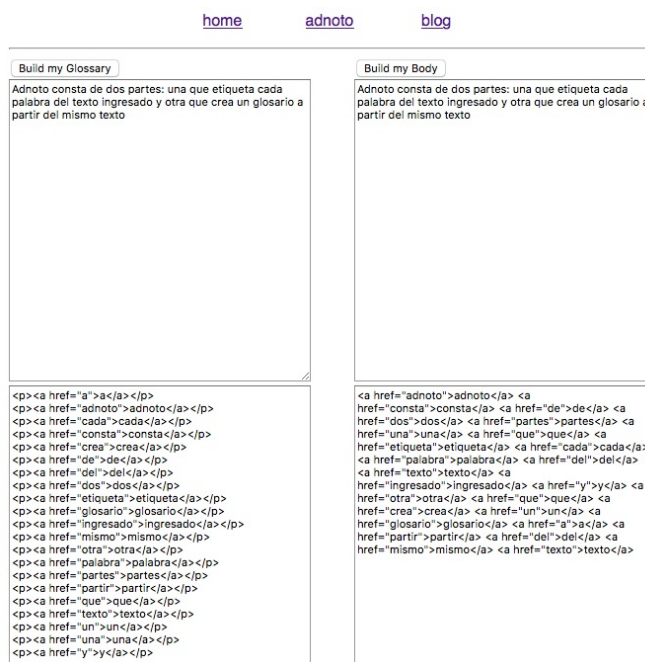 home adnoto blog
Build my Glossary
Adnoto consta de dos partes: una que etiqueta cada
palabra del texto ingresado y otra que crea un glosario a
partir del mismo texto
<p><a href="a">a</a></p>
<p><a href="adnoto">adnoto</a></p>
<p><a href="cada">cada</a></p>
<p><a href="consta">consta</a></p>
<p><a href="crea">crea</a></p>
<p><a href="de">de</a></p>
<p><a href="del">del</a></p>
<p><a href="dos">dos</a></p>
<p><a href="etiqueta">etiqueta</a></p>
<p><a href="glosario">glosario</a></p>
<p><a href="ingresado">ingresado</a></p>
<p><a href="mismo">mismo</a></p>
<p><a href="otra">otra</a></p>
<p><a href="palabra">palabra</a></p>
<p><a href="partes">partes</a></p>
<p><a href="partir">partir</a></p>
<p><a href="que">que</a></p>
<p><a href="texto">texto</a></p>
<p><a href="un">un</a></p>
<p><a href="una">una</a></p>
<p><a href="y">y</a></p>
Build my Body
Adnoto consta de dos partes: una que etiqueta cada
palabra del texto ingresado y otra que crea un glosario a
partir del mismo texto
<a href="adnoto">adnoto</a> <a
href="consta">consta</a> <a href="de">de</a> <a
href="dos">dos</a> <a href="partes">partes</a> <a
href="una">una</a> <a href="que">que</a> <a
href="etiqueta">etiqueta</a> <a href="cada">cada</a>
<a href="palabra">palabra</a> <a href="del">del</a>
<a href="texto">texto</a> <a
href="ingresado">ingresado</a> <a href="y">y</a> <a
href="otra">otra</a> <a href="que">que</a> <a
href="crea">crea</a> <a href="un">un</a> <a
href="glosario">glosario</a> <a href="a">a</a> <a
href="partir">partir</a> <a href="del">del</a> <a
href="mismo">mismo</a> <a href="texto">texto</a>